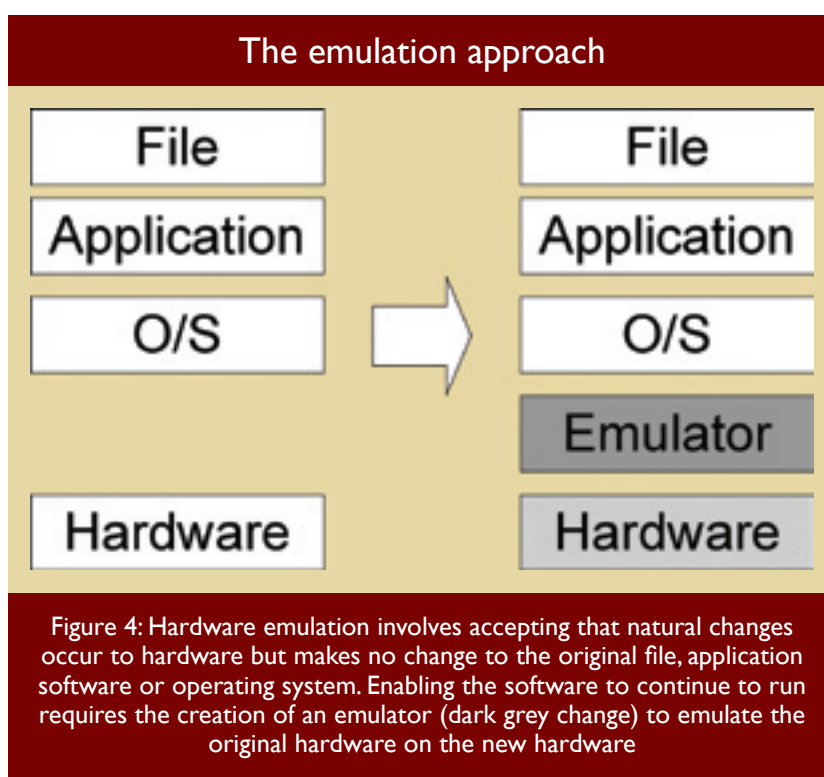 The emulation approach
File
Application
O/S
Hardware
File
Application
O/S
Emulator
Hardware
Figure 4: Hardware emulation involves accepting that natural changes
occur to hardware but makes no change to the original file, application
software or operating system. Enabling the software to continue to run
requires the creation of an emulator (dark grey change) to emulate the
original hardware on the new hardware